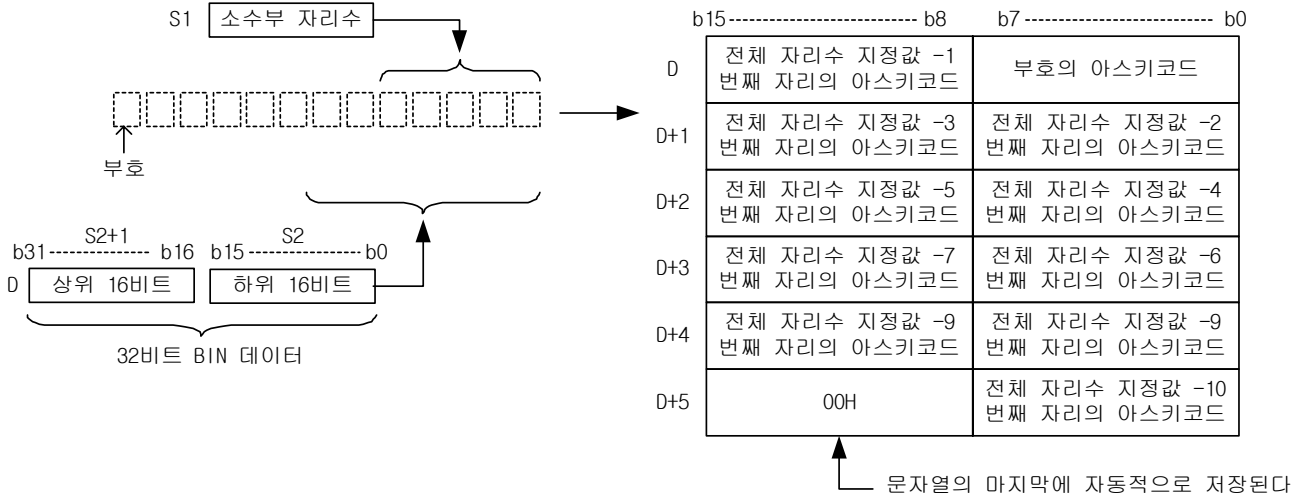 S1 소수부 자리수
부호
S2+1 S2
b31 b16 b15 b0
D 상위 16비트 하위 16비트
32비트 BIN 데이터
b15 b8 b7 b0
D 전체 자리수 지정값 -1 번째 자리의 아스키코드 부호의 아스키코드
D+1 전체 자리수 지정값 -3 번째 자리의 아스키코드 전체 자리수 지정값 -2 번째 자리의 아스키코드
D+2 전체 자리수 지정값 -5 번째 자리의 아스키코드 전체 자리수 지정값 -4 번째 자리의 아스키코드
D+3 전체 자리수 지정값 -7 번째 자리의 아스키코드 전체 자리수 지정값 -6 번째 자리의 아스키코드
D+4 전체 자리수 지정값 -9 번째 자리의 아스키코드 전체 자리수 지정값 -9 번째 자리의 아스키코드
D+5 00H 전체 자리수 지정값 -10 번째 자리의 아스키코드
문자열의 마지막에 자동적으로 저장된다